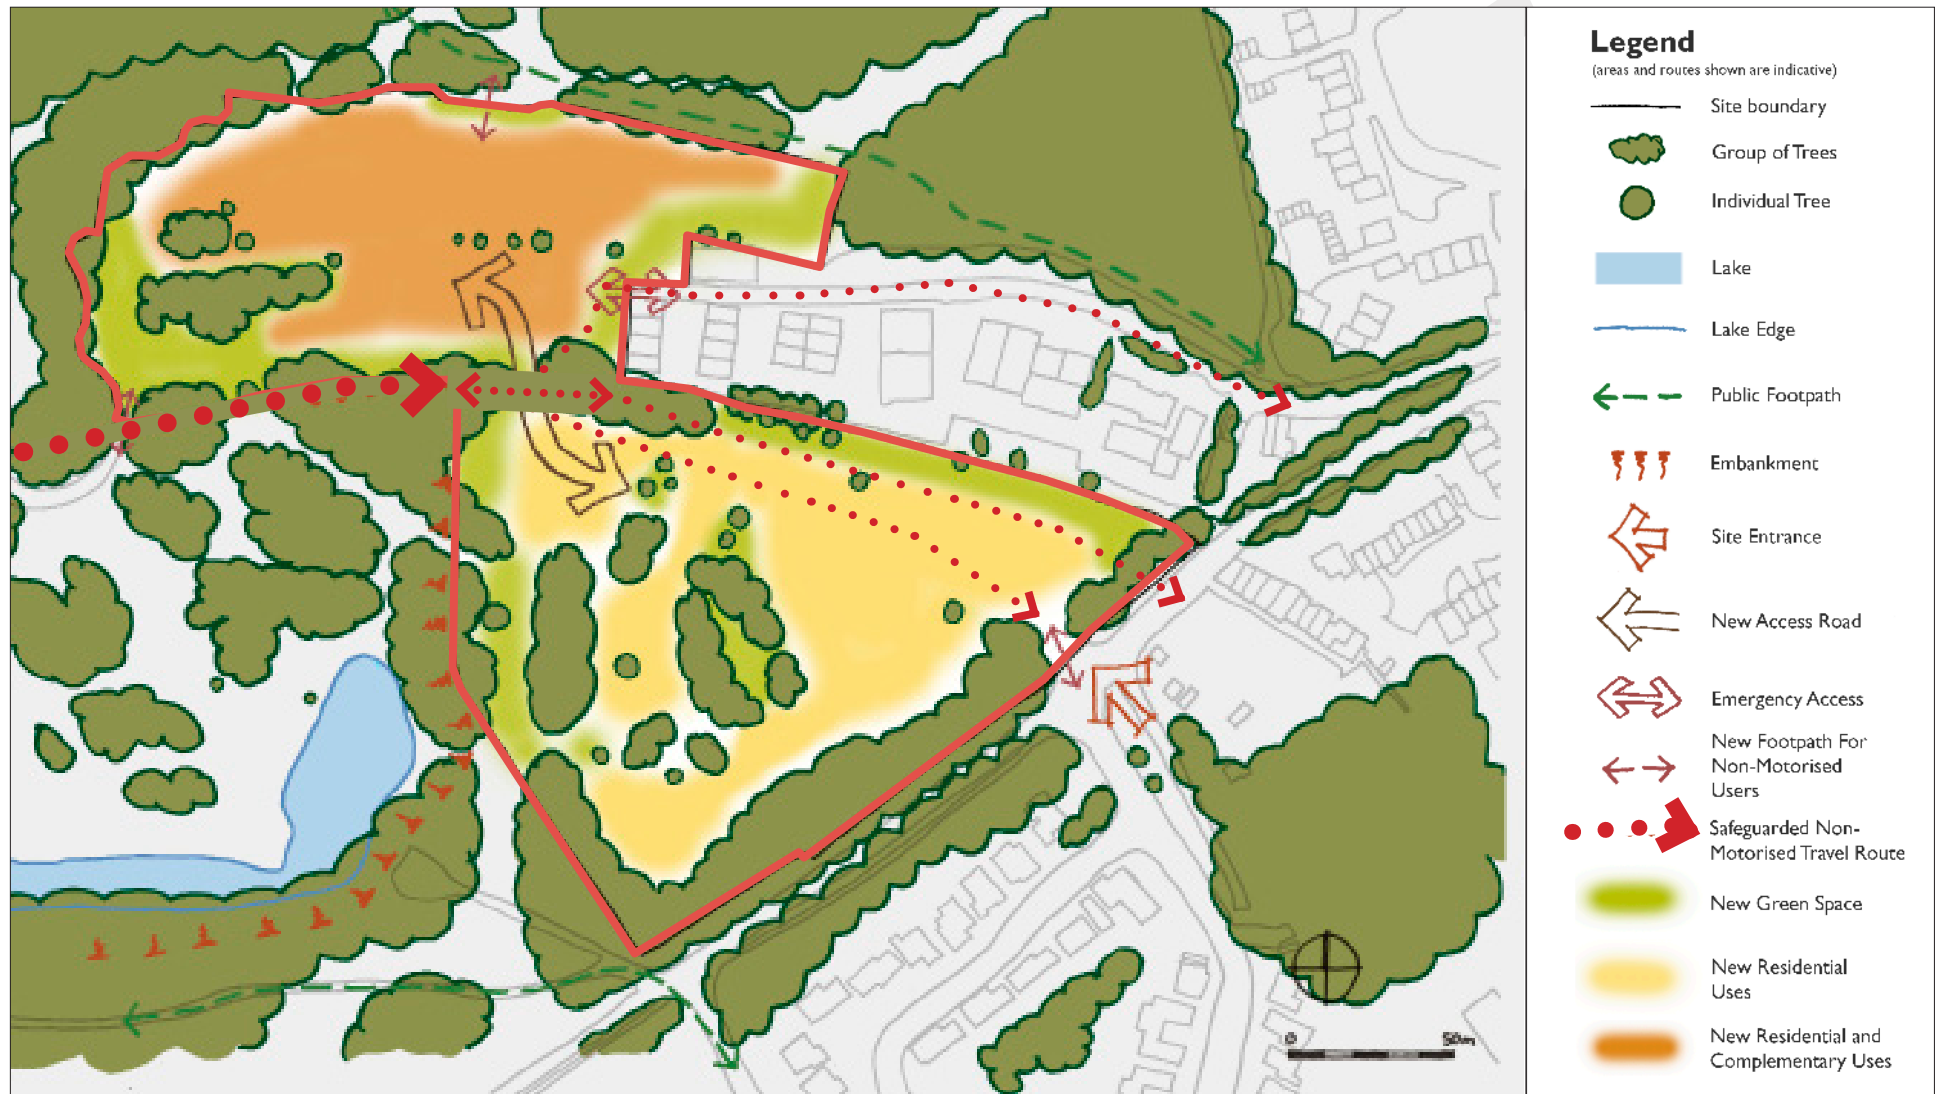 Legend
(areas and routes shown are indicative)
Site boundary
Group of Trees
Individual Tree
Lake
Lake Edge
Public Footpath
Embankment
Site Entrance
New Access Road
Emergency Access
New Footpath For
Non-Motorised
Users
Safeguarded Non-
Motorised Travel Route
New Green Space
New Residential
Uses
New Residential and
Complementary Uses
0 50m